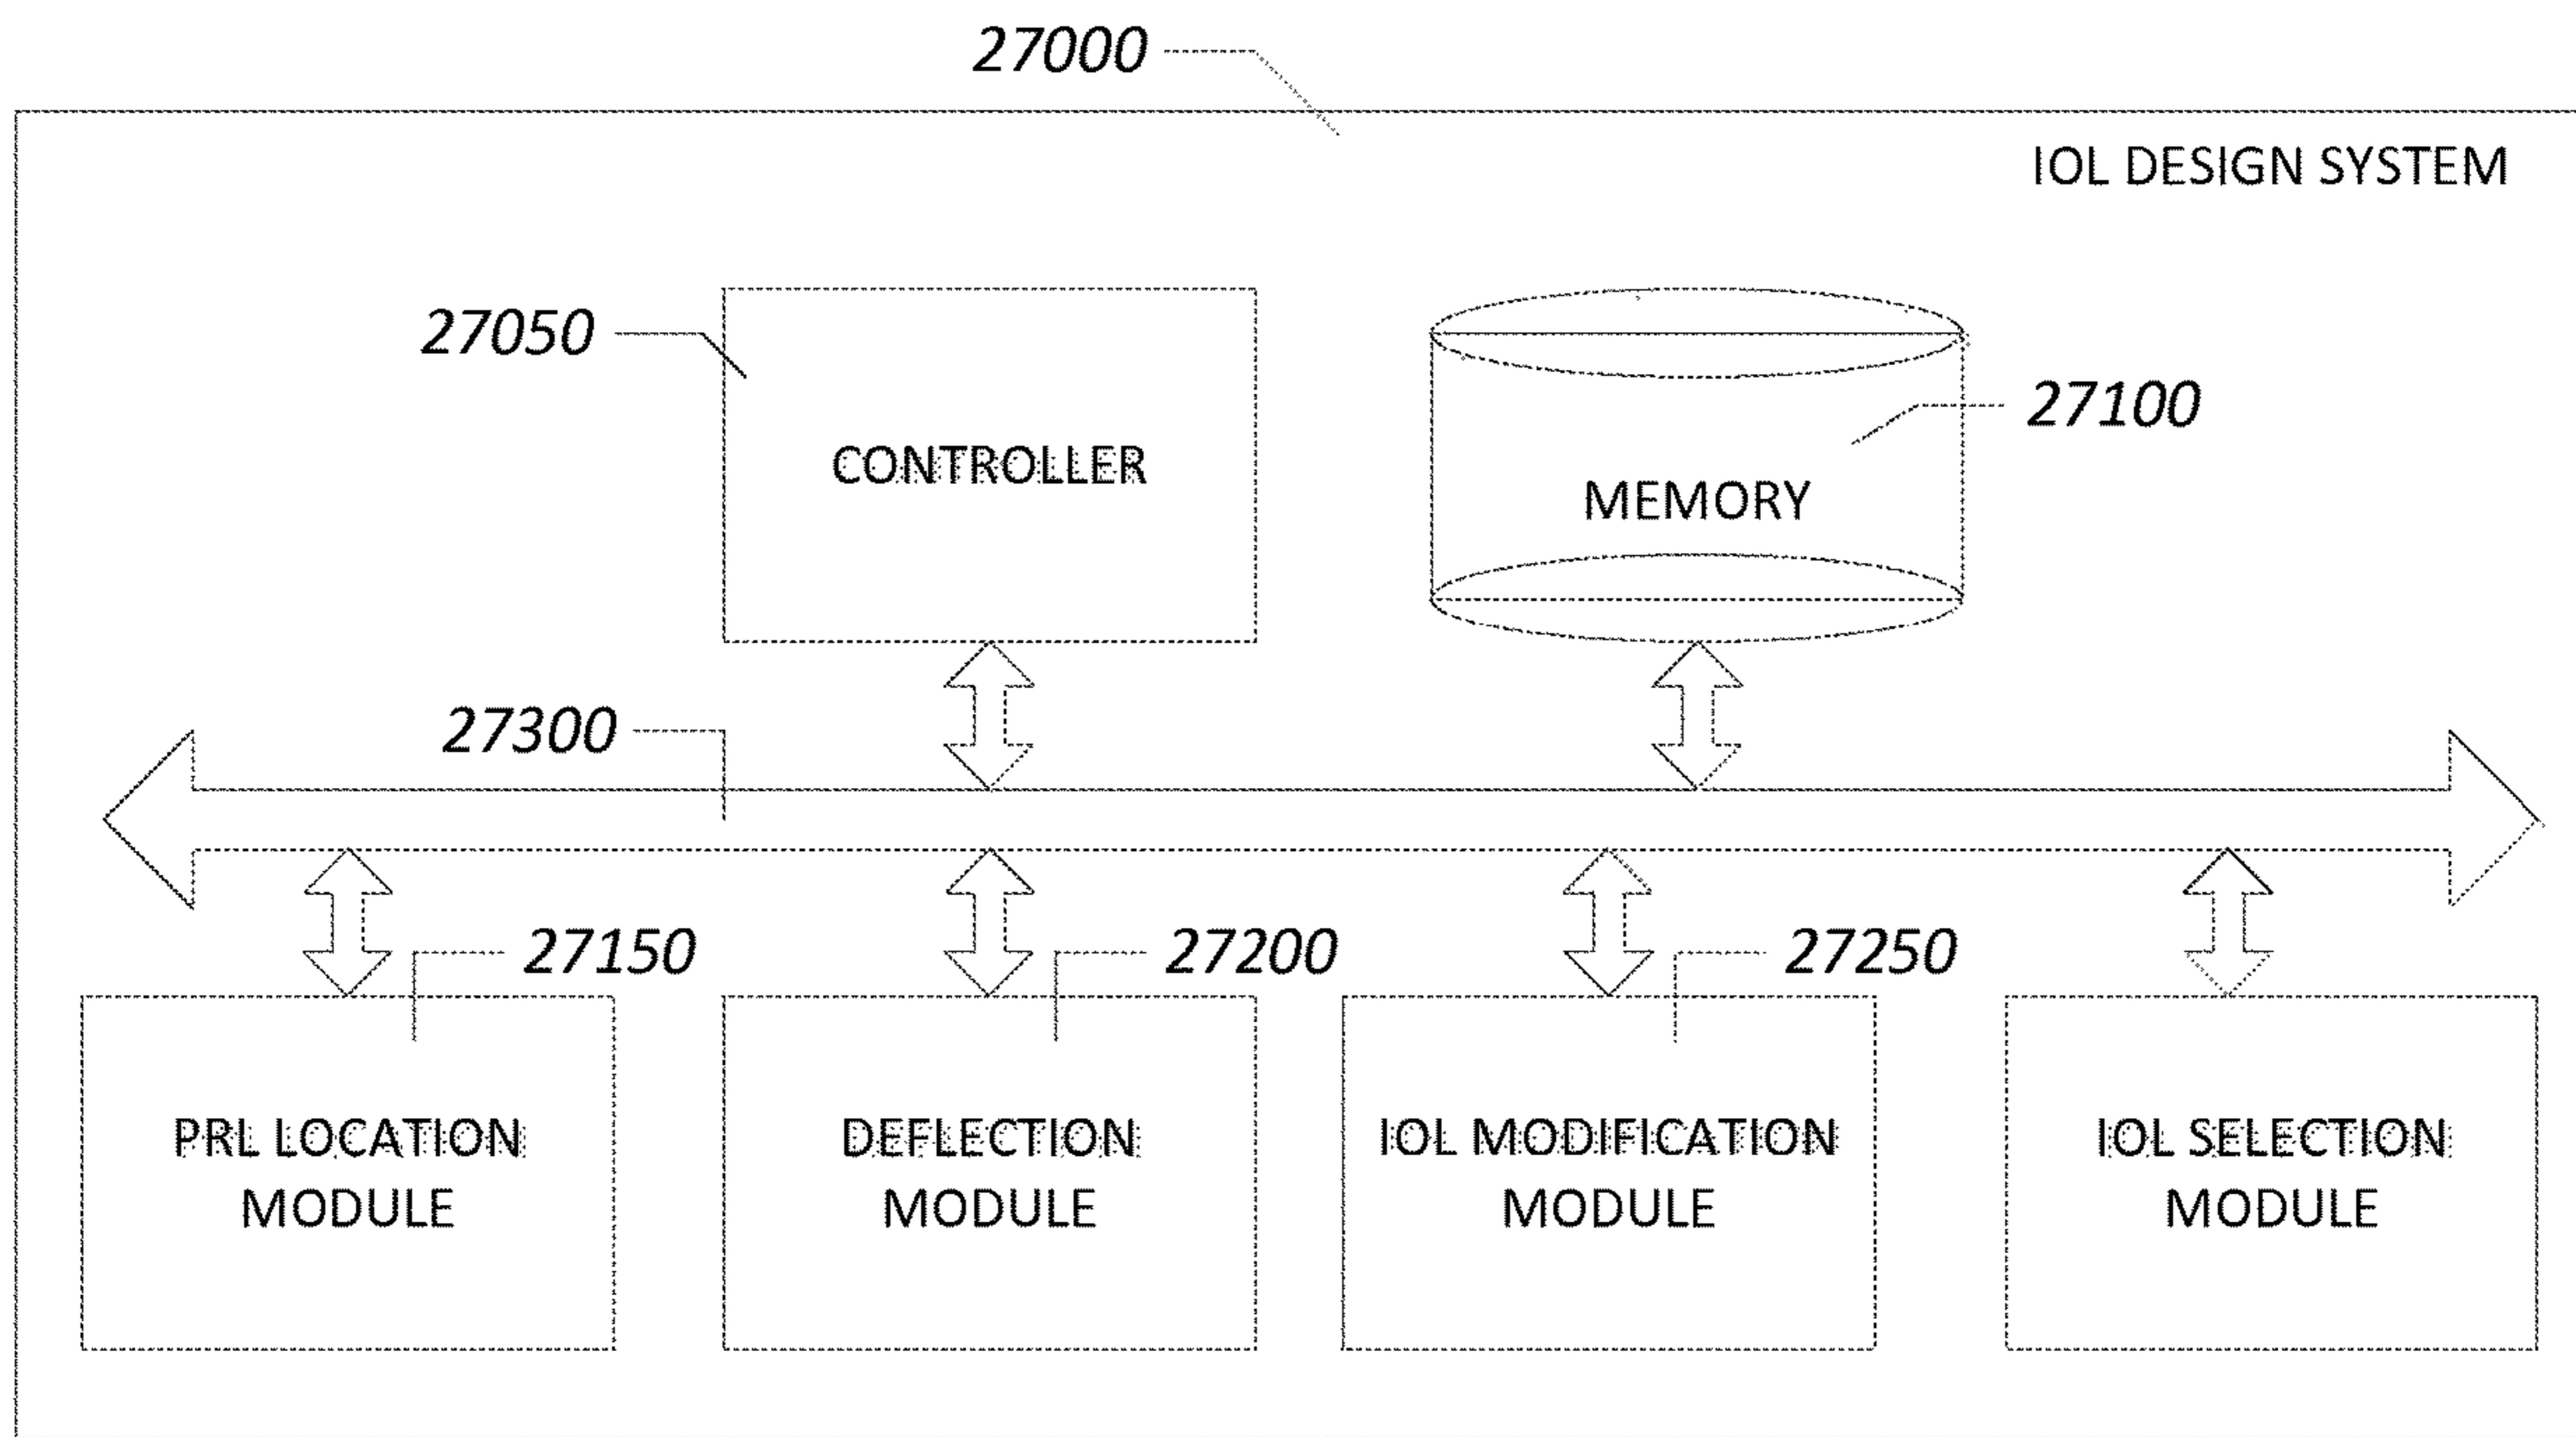 27000
IOL DESIGN SYSTEM
27050
CONTROLLER
27100
MEMORY
27300
27150
27200
27250
PRL LOCATION
MODULE
DEFLECTION
MODULE
IOL MODIFICATION
MODULE
IOL SELECTION
MODULE